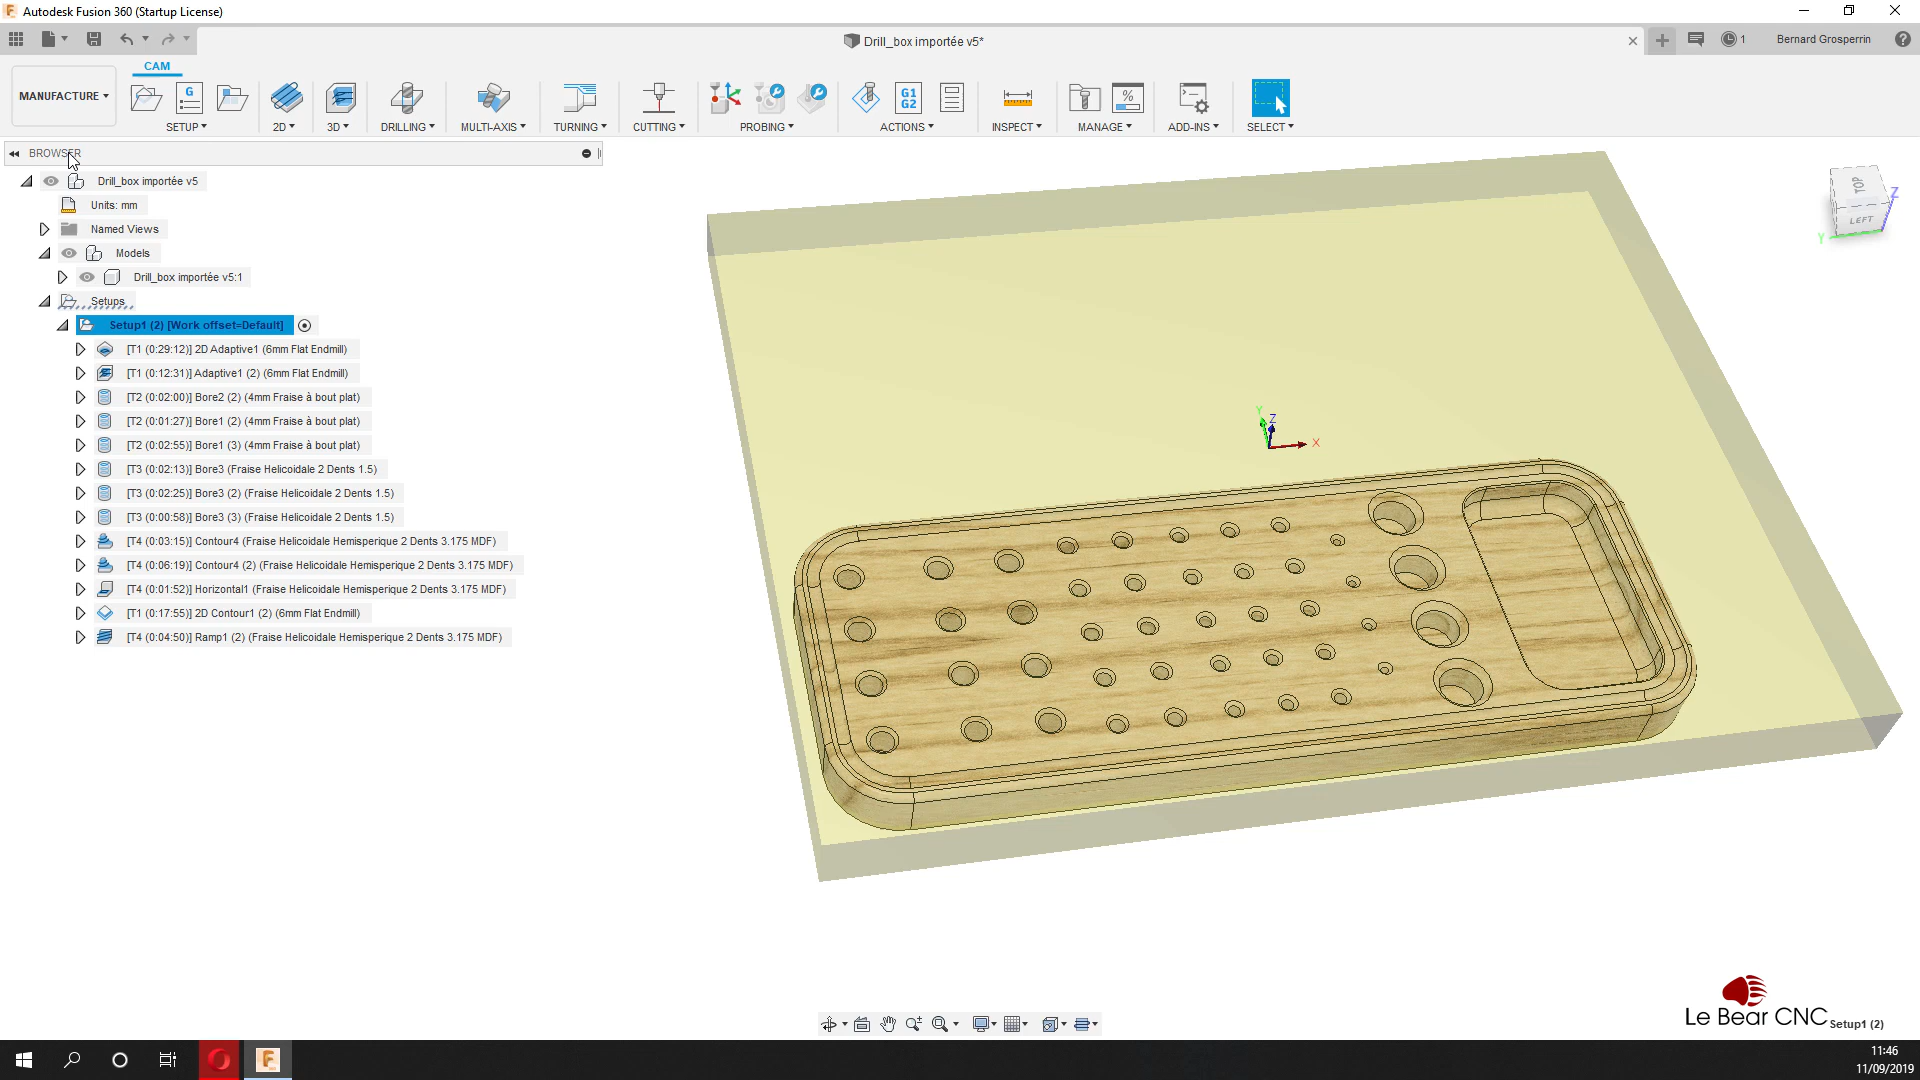 Autodesk Fusion 360 (Startup License)
Drill_box importée v5*
1
Bernard Grosperrin
MANUFACTURE
CAM
SETUP
2D
3D
DRILLING
MULTI-AXIS
TURNING
CUTTING
PROBING
G1
G2
ACTIONS
INSPECT
MANAGE
ADD-INS
SELECT
BROWSER
Drill_box importée v5
Units: mm
Named Views
Models
Drill_box importée v5:1
Setups
Setup1 (2) [Work offset=Default]
[T1 (0:29:12)] 2D Adaptive1 (6mm Flat Endmill)
[T1 (0:12:31)] Adaptive1 (2) (6mm Flat Endmill)
[T2 (0:02:00)] Bore2 (2) (4mm Fraise à bout plat)
[T2 (0:01:27)] Bore1 (2) (4mm Fraise à bout plat)
[T2 (0:02:55)] Bore1 (3) (4mm Fraise à bout plat)
[T3 (0:02:13)] Bore3 (Fraise Helicoidale 2 Dents 1.5)
[T3 (0:02:25)] Bore3 (2) (Fraise Helicoidale 2 Dents 1.5)
[T3 (0:00:58)] Bore3 (3) (Fraise Helicoidale 2 Dents 1.5)
[T4 (0:03:15)] Contour4 (Fraise Helicoidale Hemisperique 2 Dents 3.175 MDF)
[T4 (0:06:19)] Contour4 (2) (Fraise Helicoidale Hemisperique 2 Dents 3.175 MDF)
[T4 (0:01:52)] Horizontal1 (Fraise Helicoidale Hemisperique 2 Dents 3.175 MDF)
[T1 (0:17:55)] 2D Contour1 (2) (6mm Flat Endmill)
[T4 (0:04:50)] Ramp1 (2) (Fraise Helicoidale Hemisperique 2 Dents 3.175 MDF)
TOP
LEFT
Z
Y
Y
Z
X
Le Bear CNC
Setup1 (2)
11:46
11/09/2019